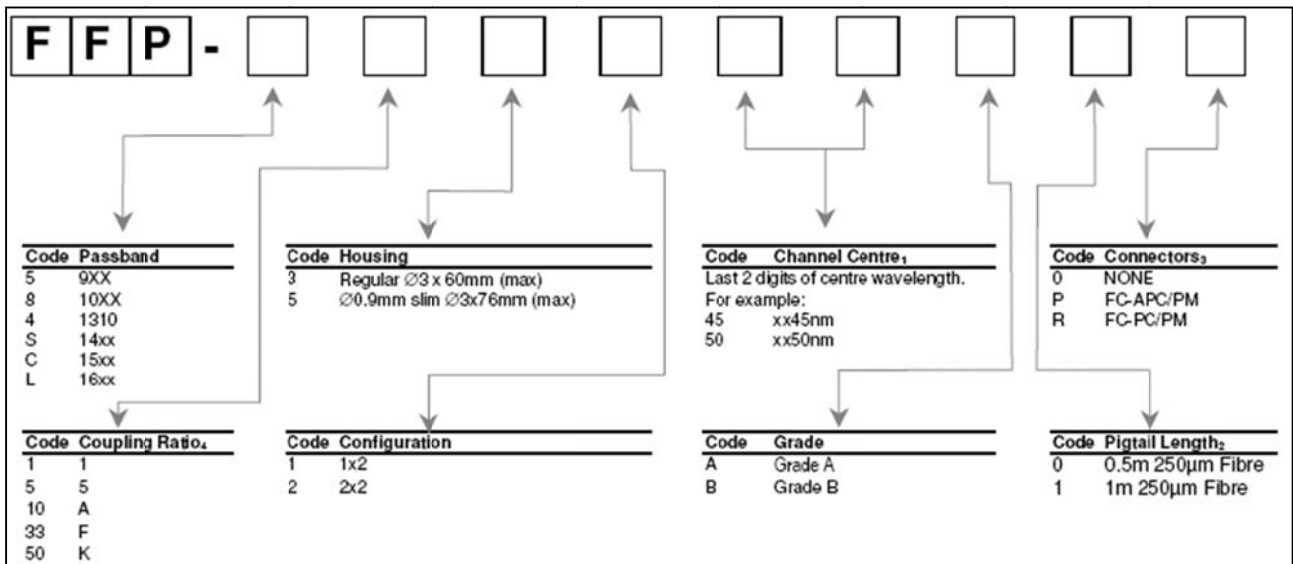 FFP-
Code Passband
5 9XX
8 10XX
4 1310
S 14xx
C 15xx
L 16xx
Code Housing
3 Regular ∅3 x 60mm (max)
5 ∅0.9mm slim ∅3x76mm (max)
Code Channel Centre₁
Last 2 digits of centre wavelength.
For example:
45 xx45nm
50 xx50nm
Code Connectors₃
0 NONE
P FC-APC/PM
R FC-PC/PM
Code Coupling Ratio₄
1 1
5 5
10 A
33 F
50 K
Code Configuration
1 1x2
2 2x2
Code Grade
A Grade A
B Grade B
Code Pigtail Length₂
0 0.5m 250µm Fibre
1 1m 250µm Fibre